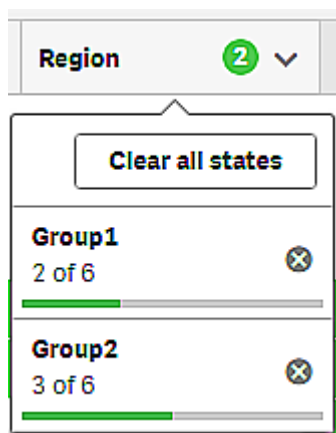 Region 2
Clear all states
Group1
2 of 6
Group2
3 of 6